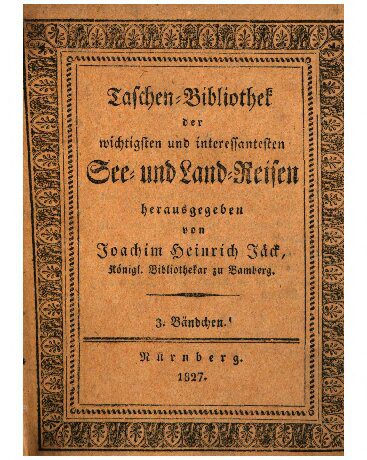 Taschen-Bibliothek
der
wichtigsten und interessantesten
See- und Land-Reisen
herausgegeben
von
Joachim Heinrich Jäck,
Königl. Bibliothekar zu Bamberg.
3. Bändchen.
Nürnberg.
1827.